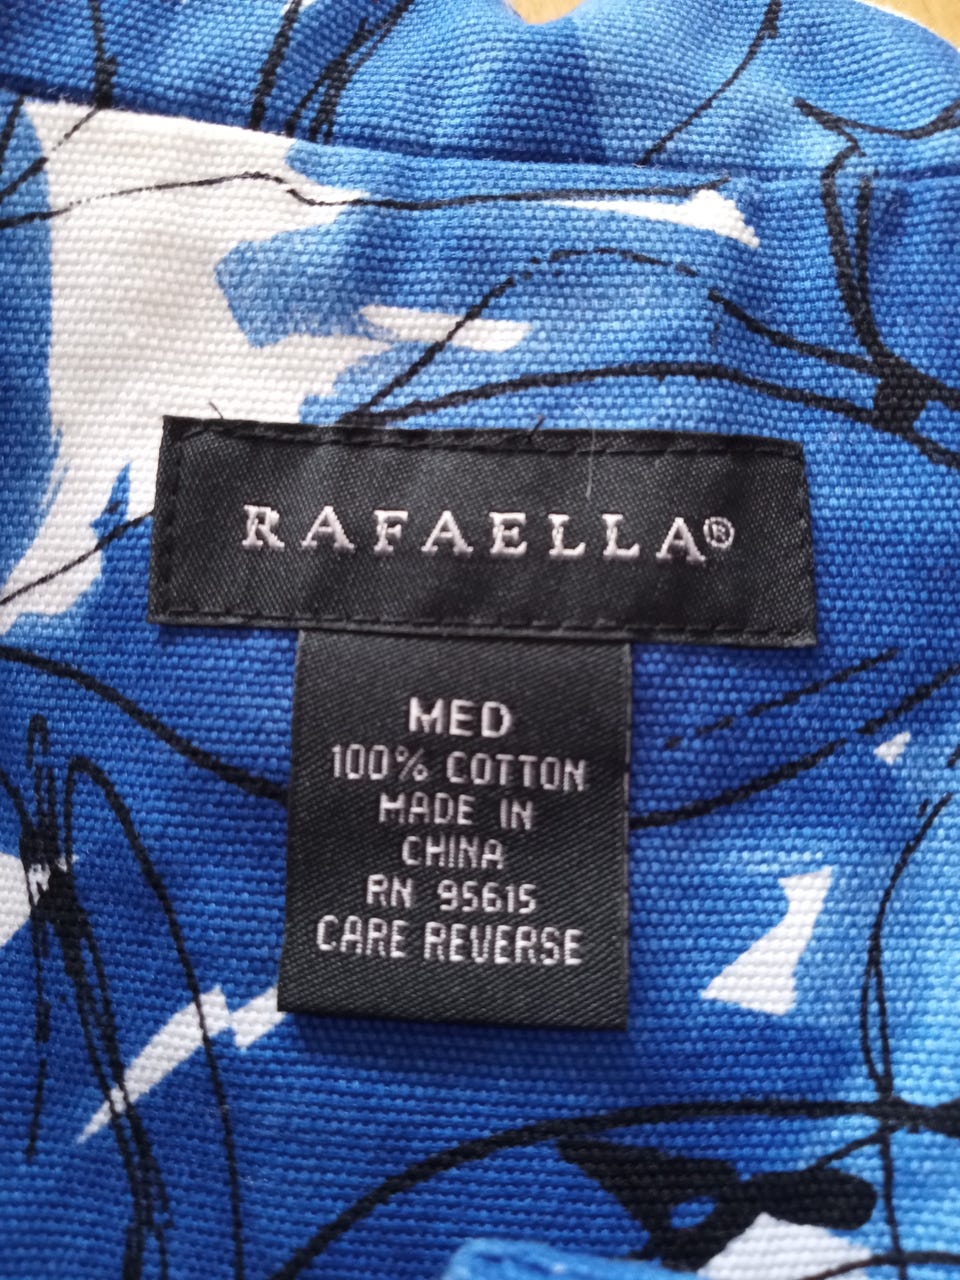 RAFAELLA®
MED
100% COTTON
MADE IN
CHINA
RN 95615
CARE REVERSE